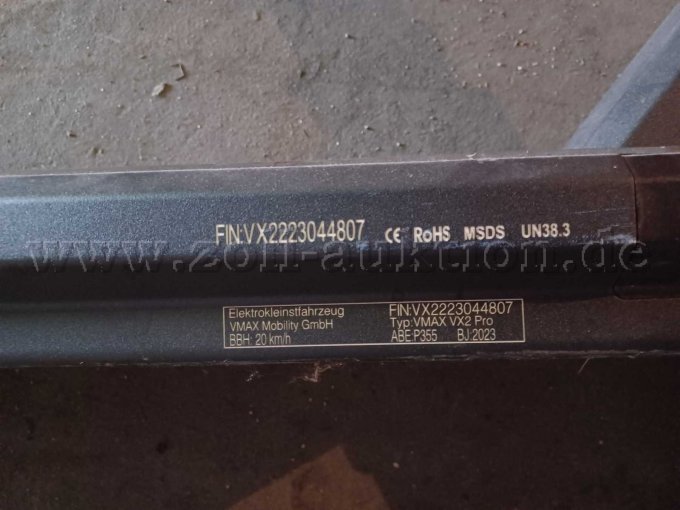 FIN:VX2223044807 CE RoHS MSDS UN38.3
www.zoll-auktion.de
Elektrokleinstfahrzeug
VMAX Mobility GmbH
BBH: 20 km/h
FIN:VX2223044807
Typ:VMAX VX2 Pro
ABE:P355 BJ:2023